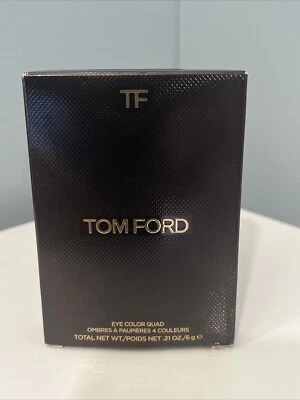 TF
TOM FORD
EYE COLOR QUAD
OMBRES À PAUPIÈRES 4 COULEURS
TOTAL NET WT./POIDS NET .21 OZ./6 g ℮